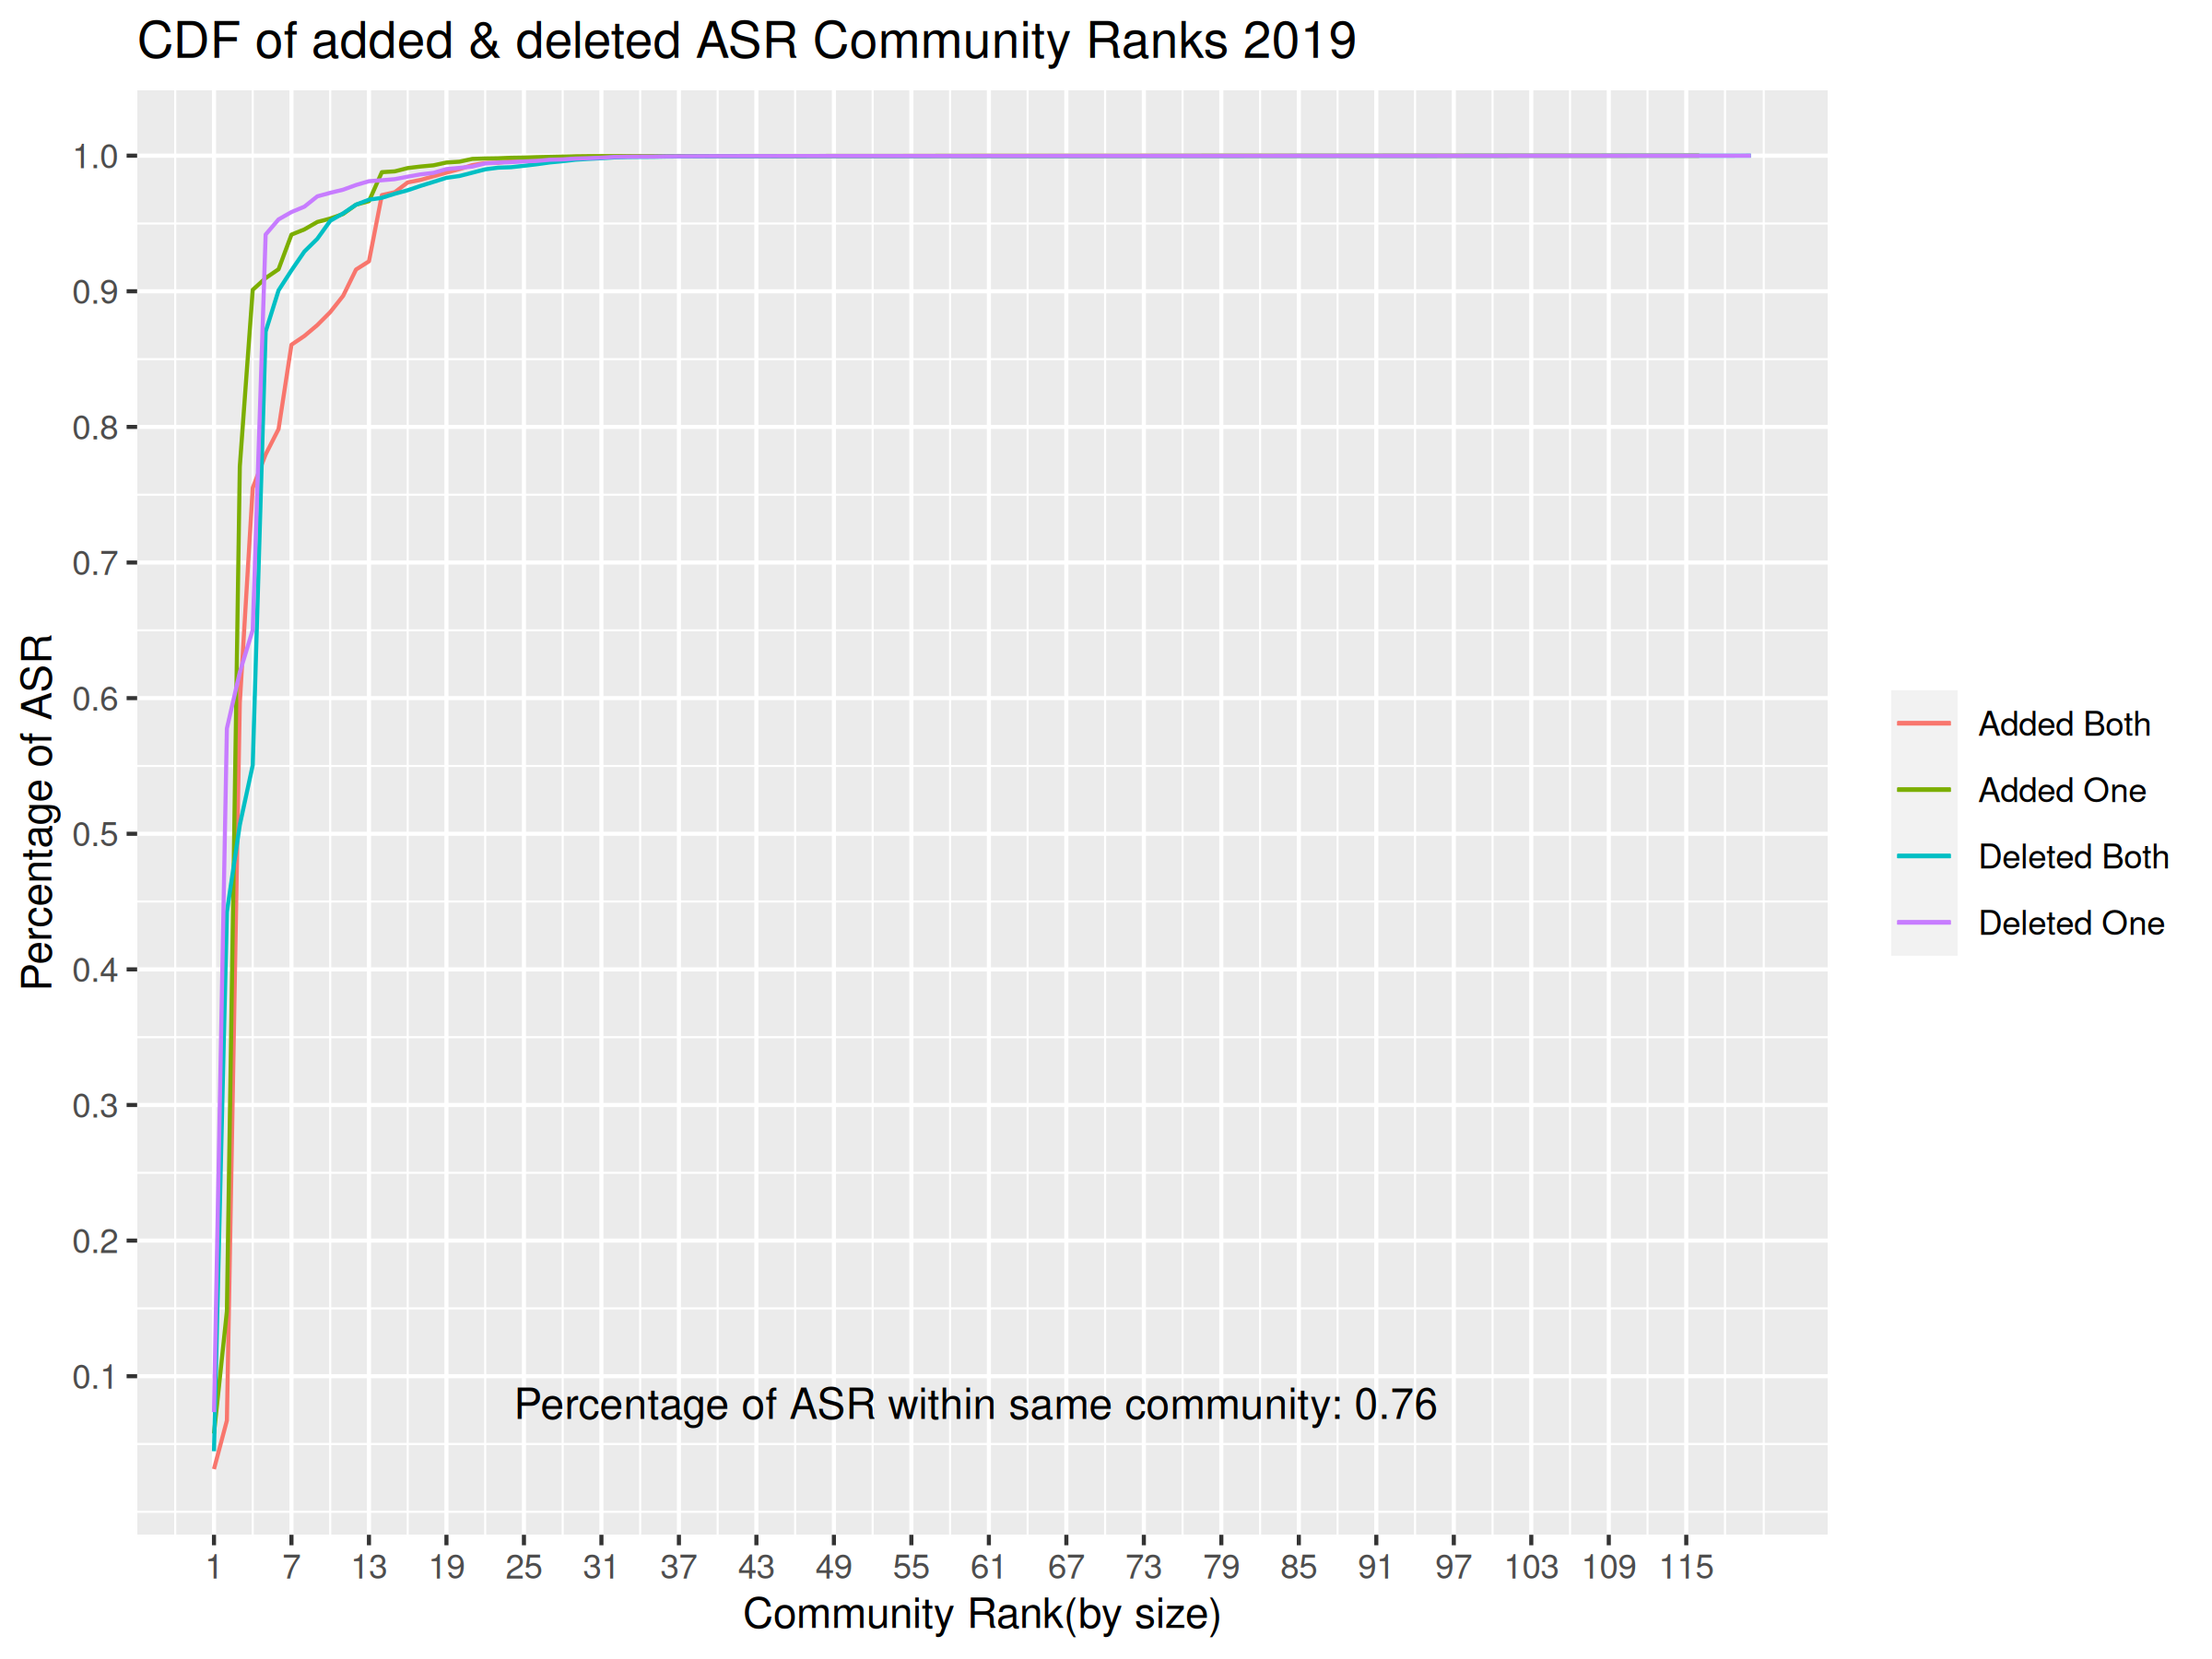 CDF of added & deleted ASR Community Ranks 2019
Percentage of ASR
1.0
0.9
0.8
0.7
0.6
0.5
0.4
0.3
0.2
0.1
Percentage of ASR within same community: 0.76
1 7 13 19 25 31 37 43 49 55 61 67 73 79 85 91 97 103 109 115
Community Rank(by size)
Added Both
Added One
Deleted Both
Deleted One